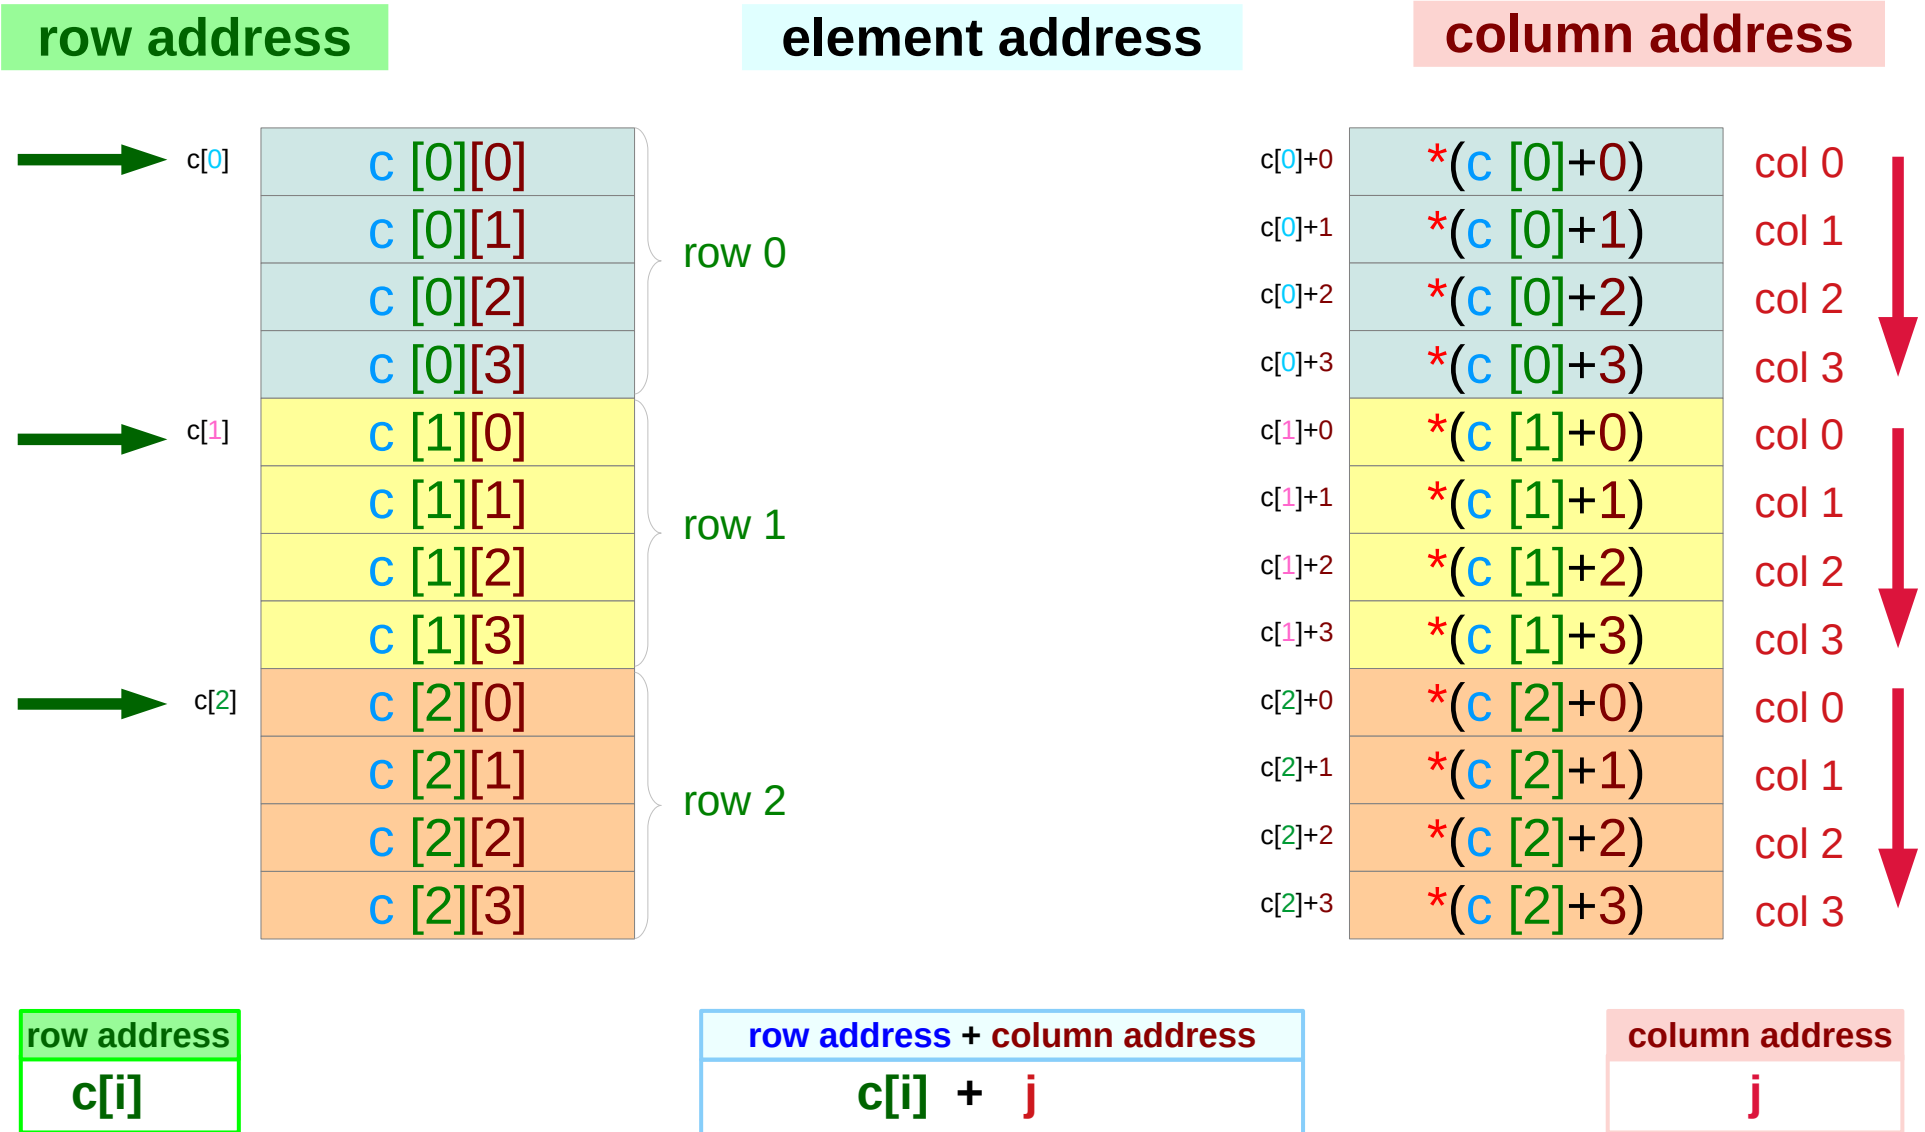 row address
element address
column address
c[0] c [0][0] c[0]+0 *(c [0]+0) col 0
c [0][1] c[0]+1 *(c [0]+1) col 1
row 0
c [0][2] c[0]+2 *(c [0]+2) col 2
c [0][3] c[0]+3 *(c [0]+3) col 3
c[1] c [1][0] c[1]+0 *(c [1]+0) col 0
c [1][1] c[1]+1 *(c [1]+1) col 1
row 1
c [1][2] c[1]+2 *(c [1]+2) col 2
c [1][3] c[1]+3 *(c [1]+3) col 3
c[2] c [2][0] c[2]+0 *(c [2]+0) col 0
c [2][1] c[2]+1 *(c [2]+1) col 1
row 2
c [2][2] c[2]+2 *(c [2]+2) col 2
c [2][3] c[2]+3 *(c [2]+3) col 3
row address
c[i]
row address + column address
c[i] + j
column address
j